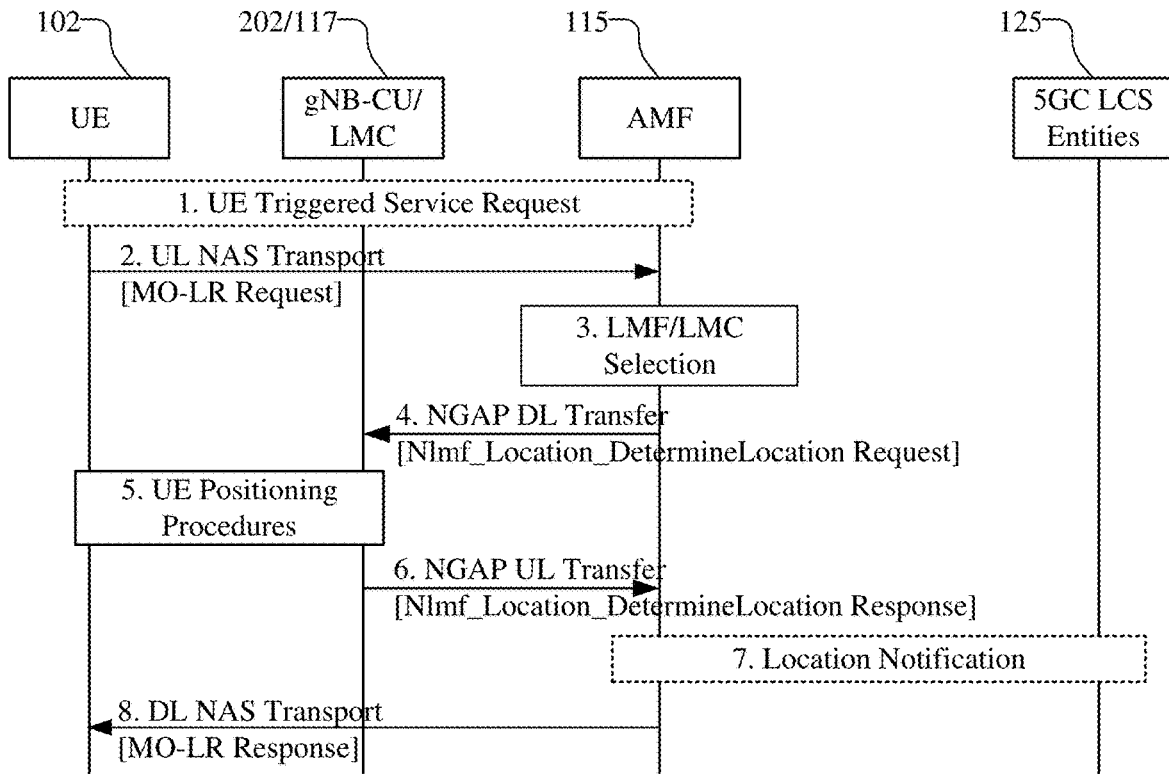 102
202/117
115
125
UE
gNB-CU/
LMC
AMF
5GC LCS
Entities
1. UE Triggered Service Request
2. UL NAS Transport
[MO-LR Request]
3. LMF/LMC
Selection
4. NGAP DL Transfer
[Nlmf_Location_DetermineLocation Request]
5. UE Positioning
Procedures
6. NGAP UL Transfer
[Nlmf_Location_DetermineLocation Response]
7. Location Notification
8. DL NAS Transport
[MO-LR Response]